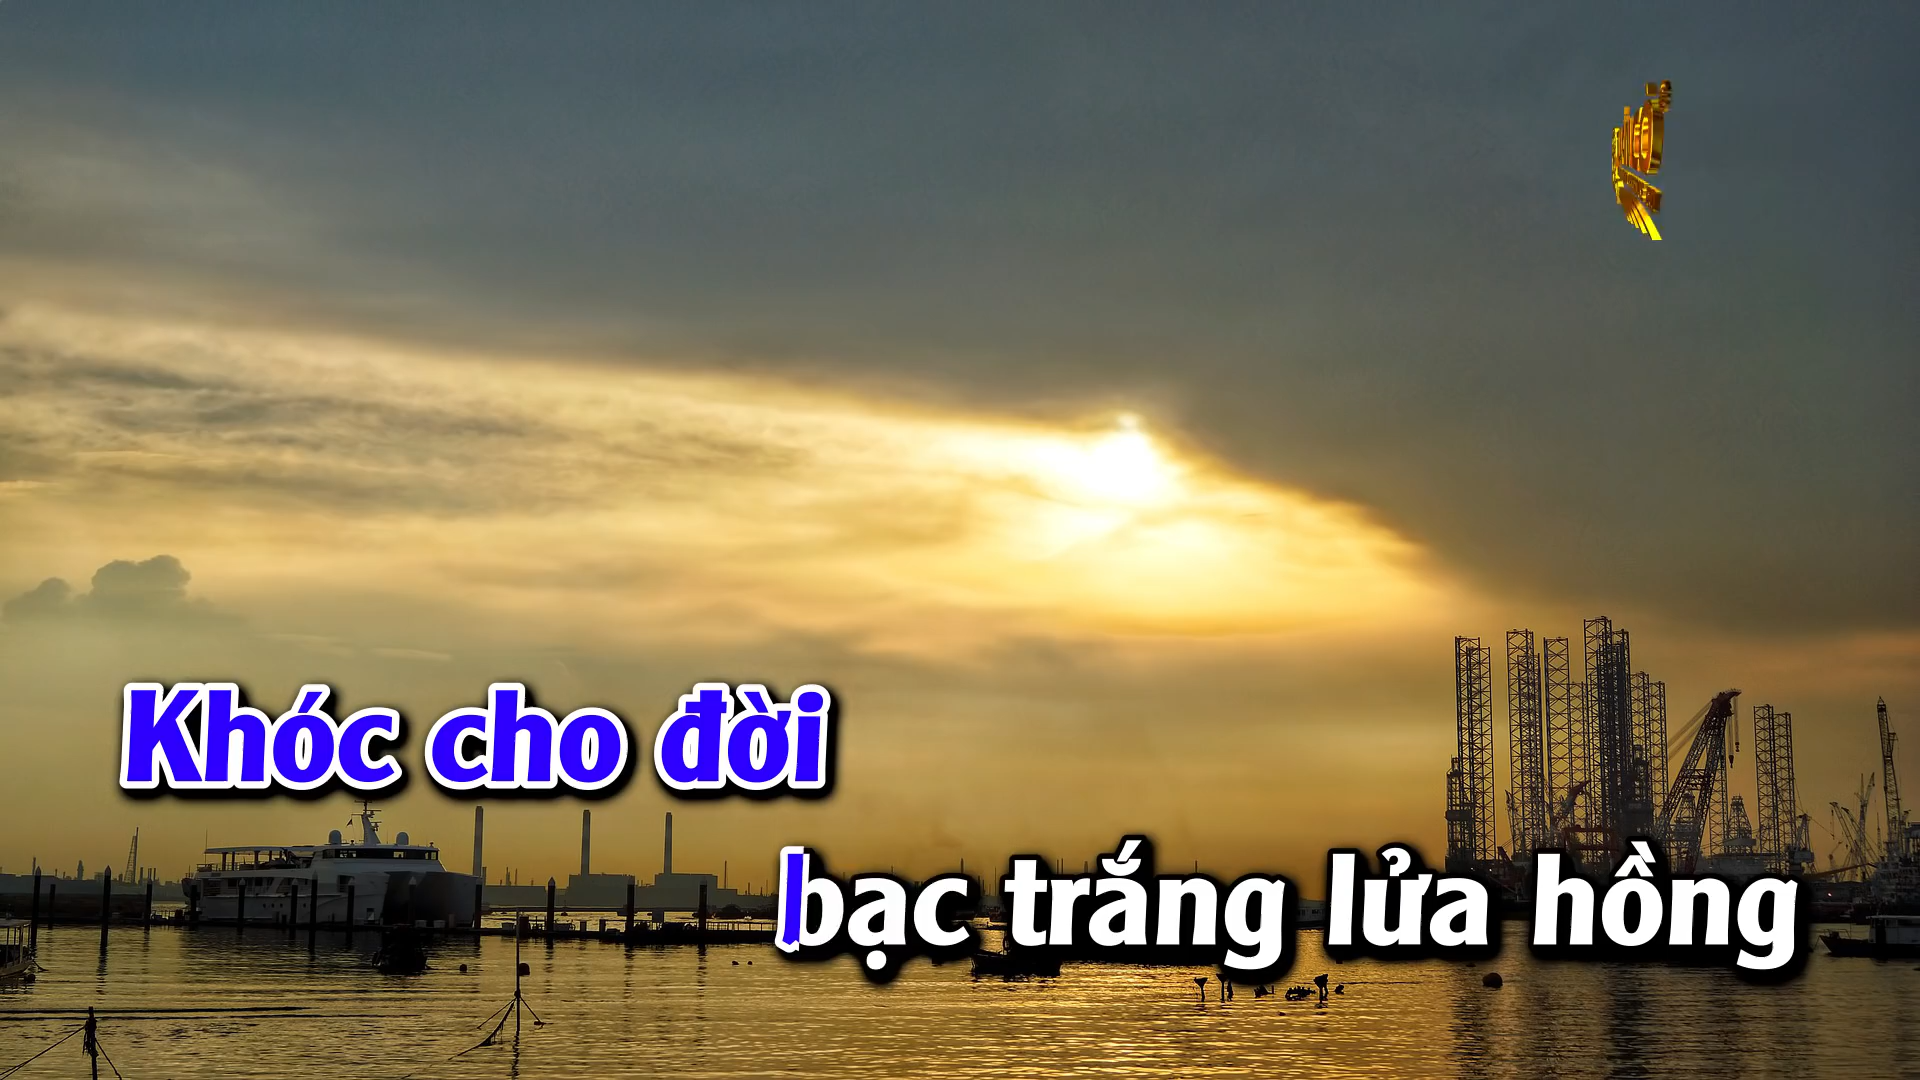 Khóc cho đời
bạc trắng lửa hồng